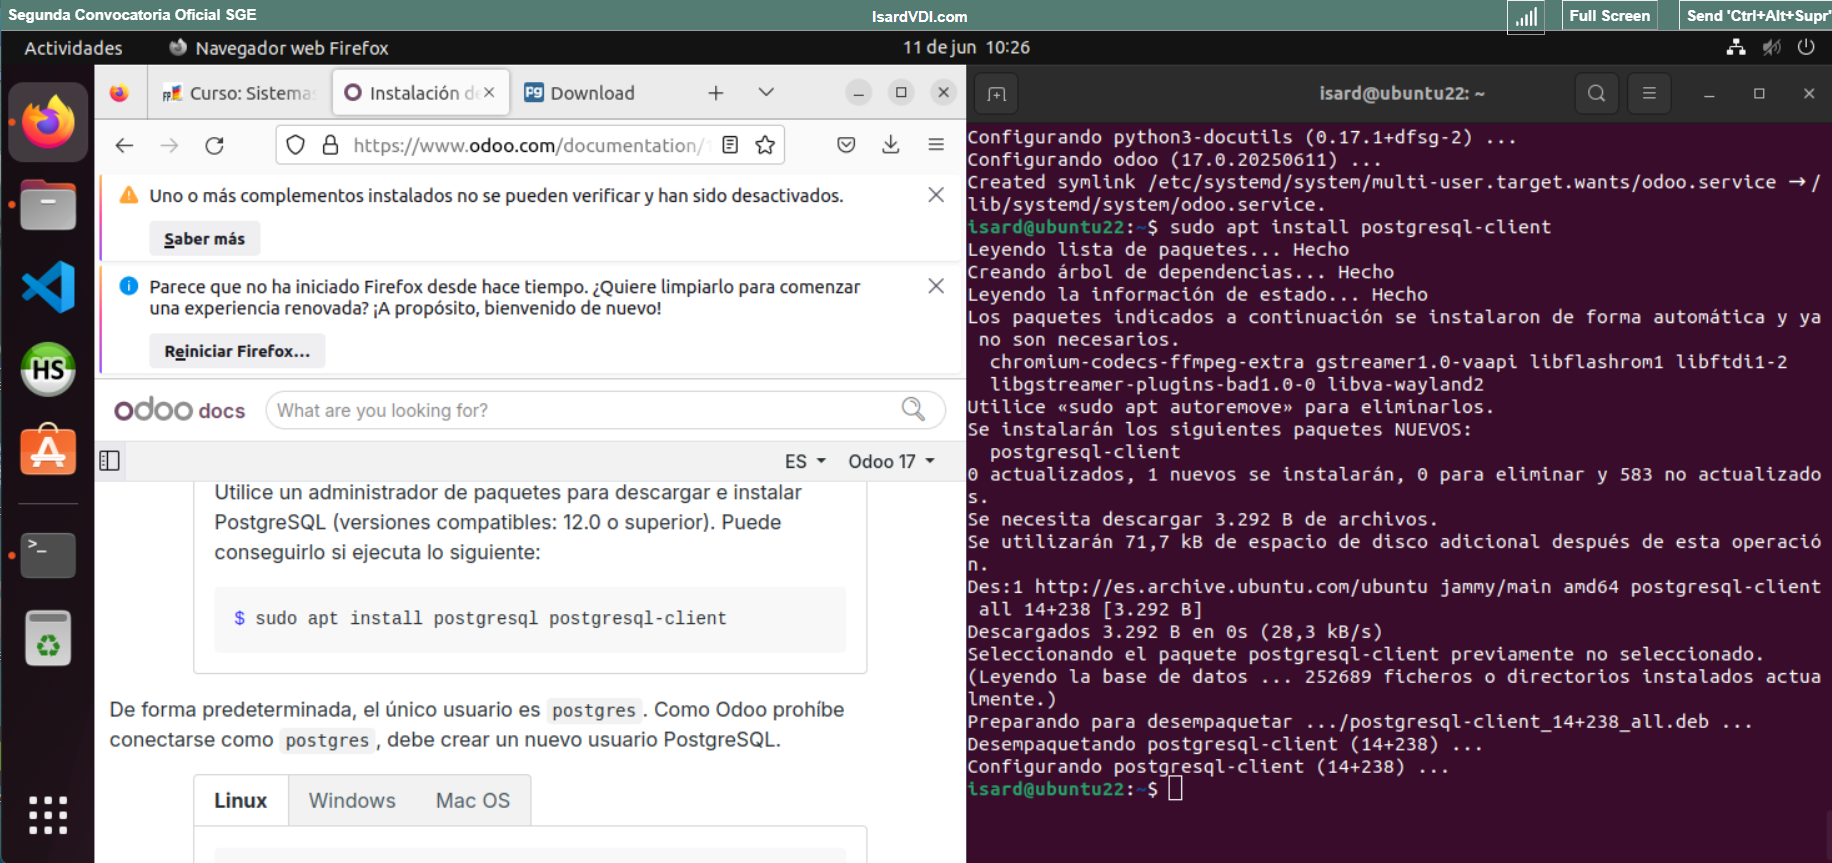 Segunda Convocatoria Oficial SGE
IsardVDI.com
Full Screen
Send 'Ctrl+Alt+Supr'
Actividades
Navegador web Firefox
11 de jun 10:26
Curso: Sistemas
Instalación de
Download
https://www.odoo.com/documentation/1
Uno o más complementos instalados no se pueden verificar y han sido desactivados.
Saber más
Parece que no ha iniciado Firefox desde hace tiempo. ¿Quiere limpiarlo para comenzar
una experiencia renovada? ¡A propósito, bienvenido de nuevo!
Reiniciar Firefox...
odoo docs
What are you looking for?
ES
Odoo 17
Utilice un administrador de paquetes para descargar e instalar
PostgreSQL (versiones compatibles: 12.0 o superior). Puede
conseguirlo si ejecuta lo siguiente:
$ sudo apt install postgresql postgresql-client
De forma predeterminada, el único usuario es postgres. Como Odoo prohíbe
conectarse como postgres, debe crear un nuevo usuario PostgreSQL.
Linux
Windows
Mac OS
HS
isard@ubuntu22: ~
Configurando python3-docutils (0.17.1+dfsg-2) ...
Configurando odoo (17.0.20250611) ...
Created symlink /etc/systemd/system/multi-user.target.wants/odoo.service → /
lib/systemd/system/odoo.service.
isard@ubuntu22:~$ sudo apt install postgresql-client
Leyendo lista de paquetes... Hecho
Creando árbol de dependencias... Hecho
Leyendo la información de estado... Hecho
Los paquetes indicados a continuación se instalaron de forma automática y ya
no son necesarios.
chromium-codecs-ffmpeg-extra gstreamer1.0-vaapi libflashrom1 libftdi1-2
libgstreamer-plugins-bad1.0-0 libva-wayland2
Utilice «sudo apt autoremove» para eliminarlos.
Se instalarán los siguientes paquetes NUEVOS:
postgresql-client
0 actualizados, 1 nuevos se instalarán, 0 para eliminar y 583 no actualizado
s.
Se necesita descargar 3.292 B de archivos.
Se utilizarán 71,7 kB de espacio de disco adicional después de esta operació
n.
Des:1 http://es.archive.ubuntu.com/ubuntu jammy/main amd64 postgresql-client
all 14+238 [3.292 B]
Descargados 3.292 B en 0s (28,3 kB/s)
Seleccionando el paquete postgresql-client previamente no seleccionado.
(Leyendo la base de datos ... 252689 ficheros o directorios instalados actua
lmente.)
Preparando para desempaquetar .../postgresql-client_14+238_all.deb ...
Desempaquetando postgresql-client (14+238) ...
Configurando postgresql-client (14+238) ...
isard@ubuntu22:~$